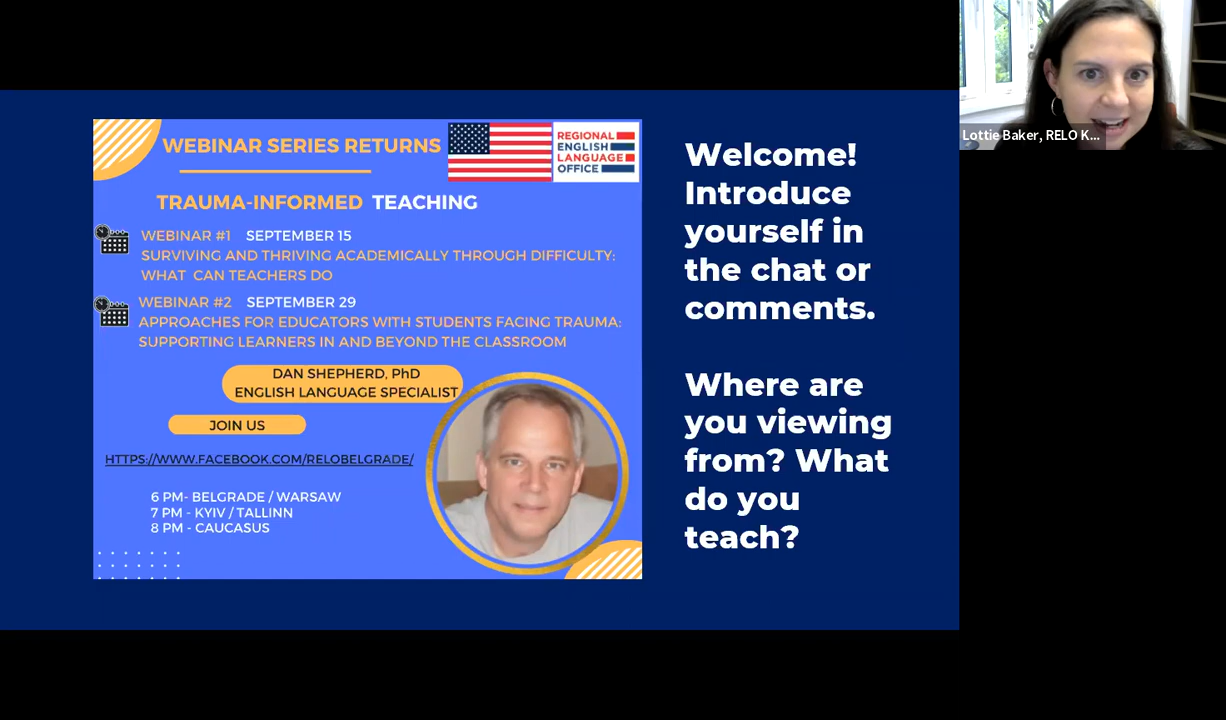 WEBINAR SERIES RETURNS
REGIONAL
ENGLISH
LANGUAGE
OFFICE
TRAUMA-INFORMED TEACHING
WEBINAR #1 SEPTEMBER 15
SURVIVING AND THRIVING ACADEMICALLY THROUGH DIFFICULTY:
WHAT CAN TEACHERS DO
WEBINAR #2 SEPTEMBER 29
APPROACHES FOR EDUCATORS WITH STUDENTS FACING TRAUMA:
SUPPORTING LEARNERS IN AND BEYOND THE CLASSROOM
DAN SHEPHERD, PhD
ENGLISH LANGUAGE SPECIALIST
JOIN US
HTTPS://WWW.FACEBOOK.COM/RELOBELGRADE/
6 PM- BELGRADE / WARSAW
7 PM - KYIV / TALLINN
8 PM - CAUCASUS
Welcome!
Introduce
yourself in
the chat or
comments.
Where are
you viewing
from? What
do you
teach?
Lottie Baker, RELO K...